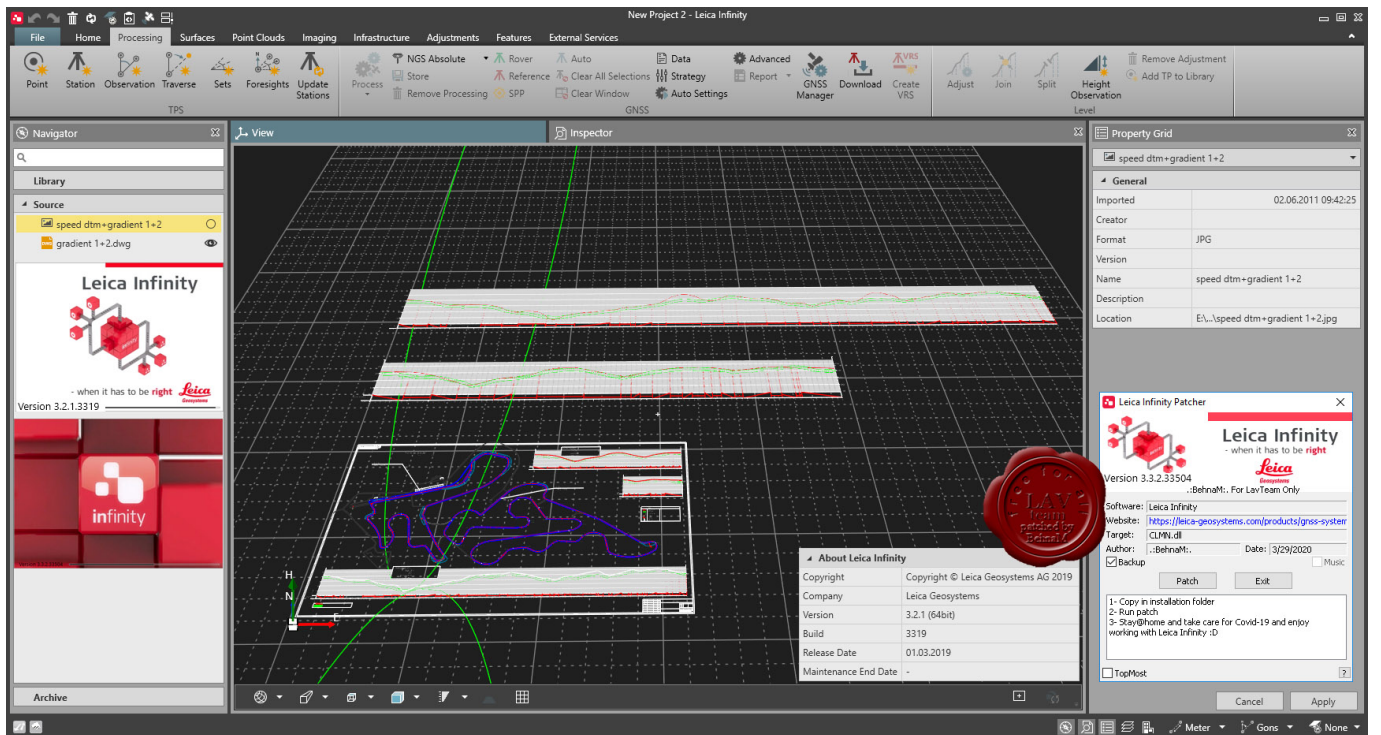 New Project 2 - Leica Infinity
File Home Processing Surfaces Point Clouds Imaging Infrastructure Adjustments Features External Services
Point
Station
Observation
Traverse
Sets
Foresights
Update Stations
TPS
Process
NGS Absolute
Store
Remove Processing
Rover
Reference
SPP
Auto
Clear All Selections
Clear Window
Data
Strategy
Auto Settings
Advanced
Report
GNSS Manager
Download
Create VRS
GNSS
Adjust
Join
Split
Height Observation
Remove Adjustment
Add TP to Library
Level
Navigator
Library
Source
speed dtm+gradient 1+2
gradient 1+2.dwg
Leica Infinity
- when it has to be right
Leica
Geosystems
Version 3.2.1.3319
infinity
Archive
View
Inspector
H
N
E
About Leica Infinity
Copyright Copyright © Leica Geosystems AG 2019
Company Leica Geosystems
Version 3.2.1 (64bit)
Build 3319
Release Date 01.03.2019
Maintenance End Date -
LAV
patched by
BehnaM
Property Grid
speed dtm+gradient 1+2
General
Imported 02.06.2011 09:42:25
Creator
Format JPG
Version
Name speed dtm+gradient 1+2
Description
Location E:\...\speed dtm+gradient 1+2.jpg
Leica Infinity Patcher
Leica Infinity
- when it has to be right
Leica
Geosystems
Version 3.3.2.33504
.:BehnaM:. For LavTeam Only
Software: Leica Infinity
Website: https://leica-geosystems.com/products/gnss-system
Target: CLMN.dll
Author: .:BehnaM:. Date: 3/29/2020
Backup Music
Patch Exit
1- Copy in installation folder
2- Run patch
3- Stay@home and take care for Covid-19 and enjoy
working with Leica Infinity :D
TopMost ?
Cancel Apply
Meter Gons None